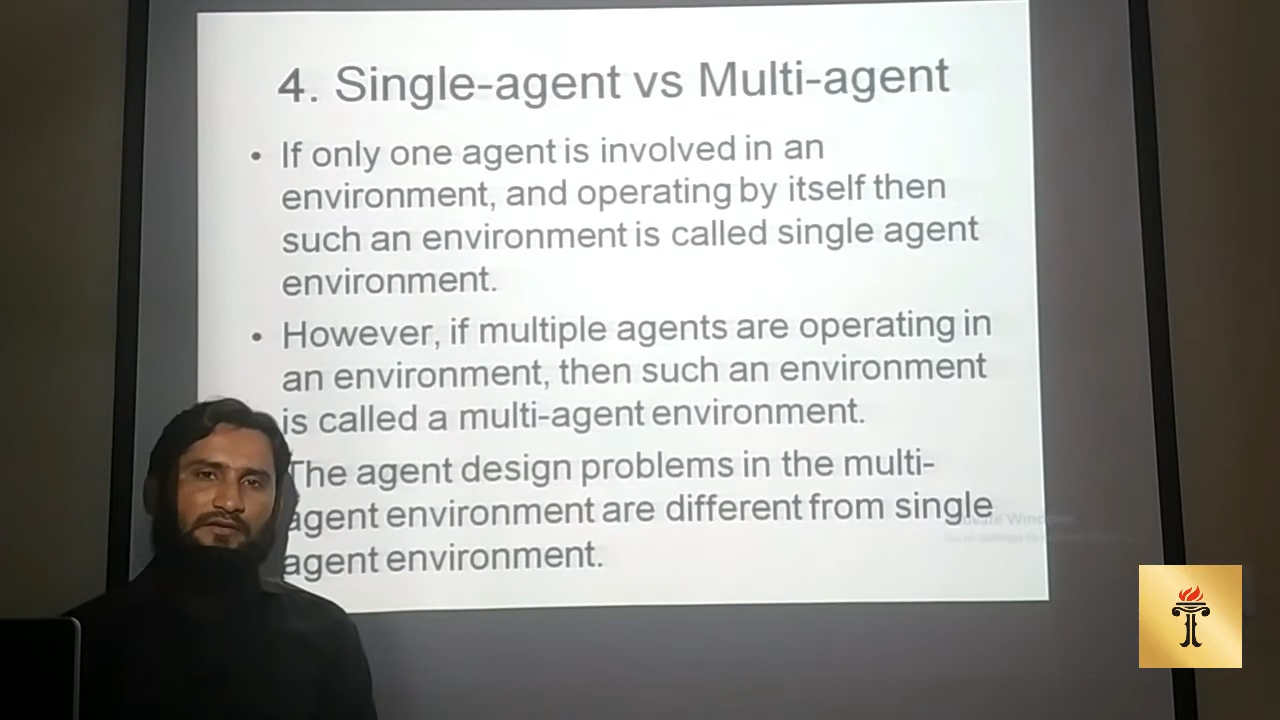 4. Single-agent vs Multi-agent
• If only one agent is involved in an
environment, and operating by itself then
such an environment is called single agent
environment.
• However, if multiple agents are operating in
an environment, then such an environment
is called a multi-agent environment.
The agent design problems in the multi-
agent environment are different from single
agent environment.